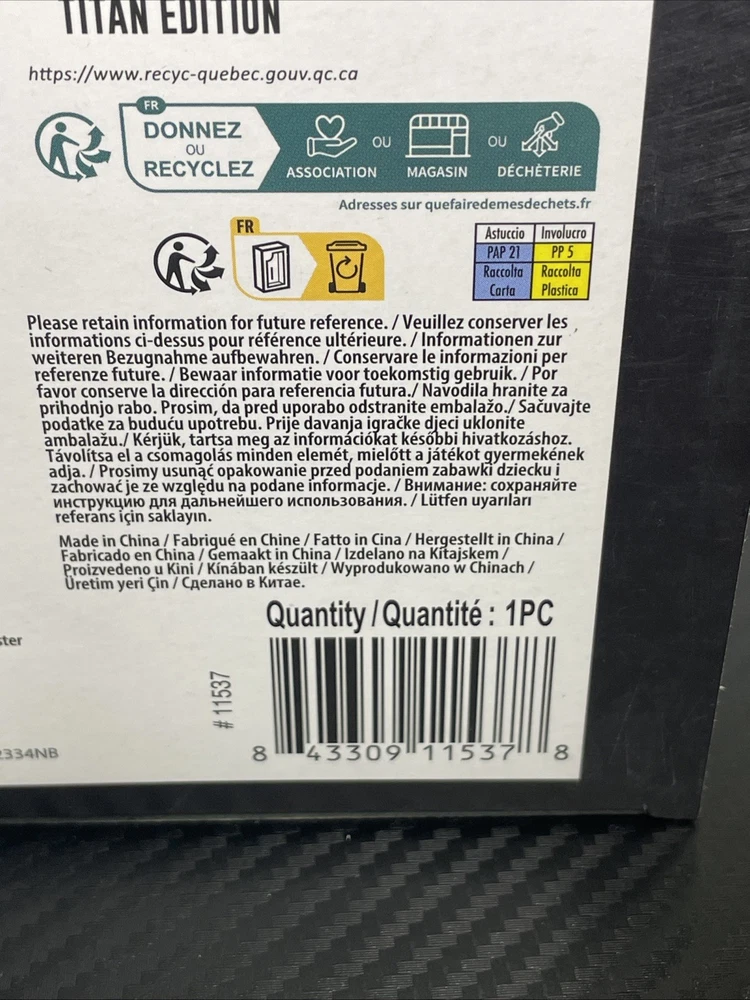 TITAN EDITION
https://www.recyc-quebec.gouv.qc.ca
FR
DONNEZ
OU
RECYCLEZ
ASSOCIATION
OU
MAGASIN
OU
DÉCHÈTERIE
Adresses sur quefairedemesdechets.fr
FR
Astuccio Involucro
PAP 21 PP 5
Raccolta Raccolta
Carta Plastica
Please retain information for future reference. / Veuillez conserver les
informations ci-dessus pour référence ultérieure. / Informationen zur
weiteren Bezugnahme aufbewahren. / Conservare le informazioni per
referenze future. / Bewaar informatie voor toekomstig gebruik. / Por
favor conserve la dirección para referencia futura./ Navodila hranite za
prihodnjo rabo. Prosim, da pred uporabo odstranite embalažo./ Sačuvajte
podatke za buduću upotrebu. Prije davanja igračke djeci uklonite
ambalažu./ Kérjük, tartsa meg az információkat későbbi hivatkozáshoz.
Távolítsa el a csomagolás minden elemét, mielőtt a játékot gyermekének
adja. / Prosimy usunąć opakowanie przed podaniem zabawki dziecku i
zachować je ze względu na podane informacje. / Внимание: сохраняйте
инструкцию для дальнейшего использования. / Lütfen uyarıları
referans için saklayın.
Made in China / Fabriqué en Chine / Fatto in Cina / Hergestellt in China /
Fabricado en China / Gemaakt in China / Izdelano na Kitajskem /
Proizvedeno u Kini / Kínában készült / Wyprodukowano w Chinach /
Üretim yeri Çin / Сделано в Китае.
Quantity / Quantité : 1PC
# 11537
8 43309 11537 8